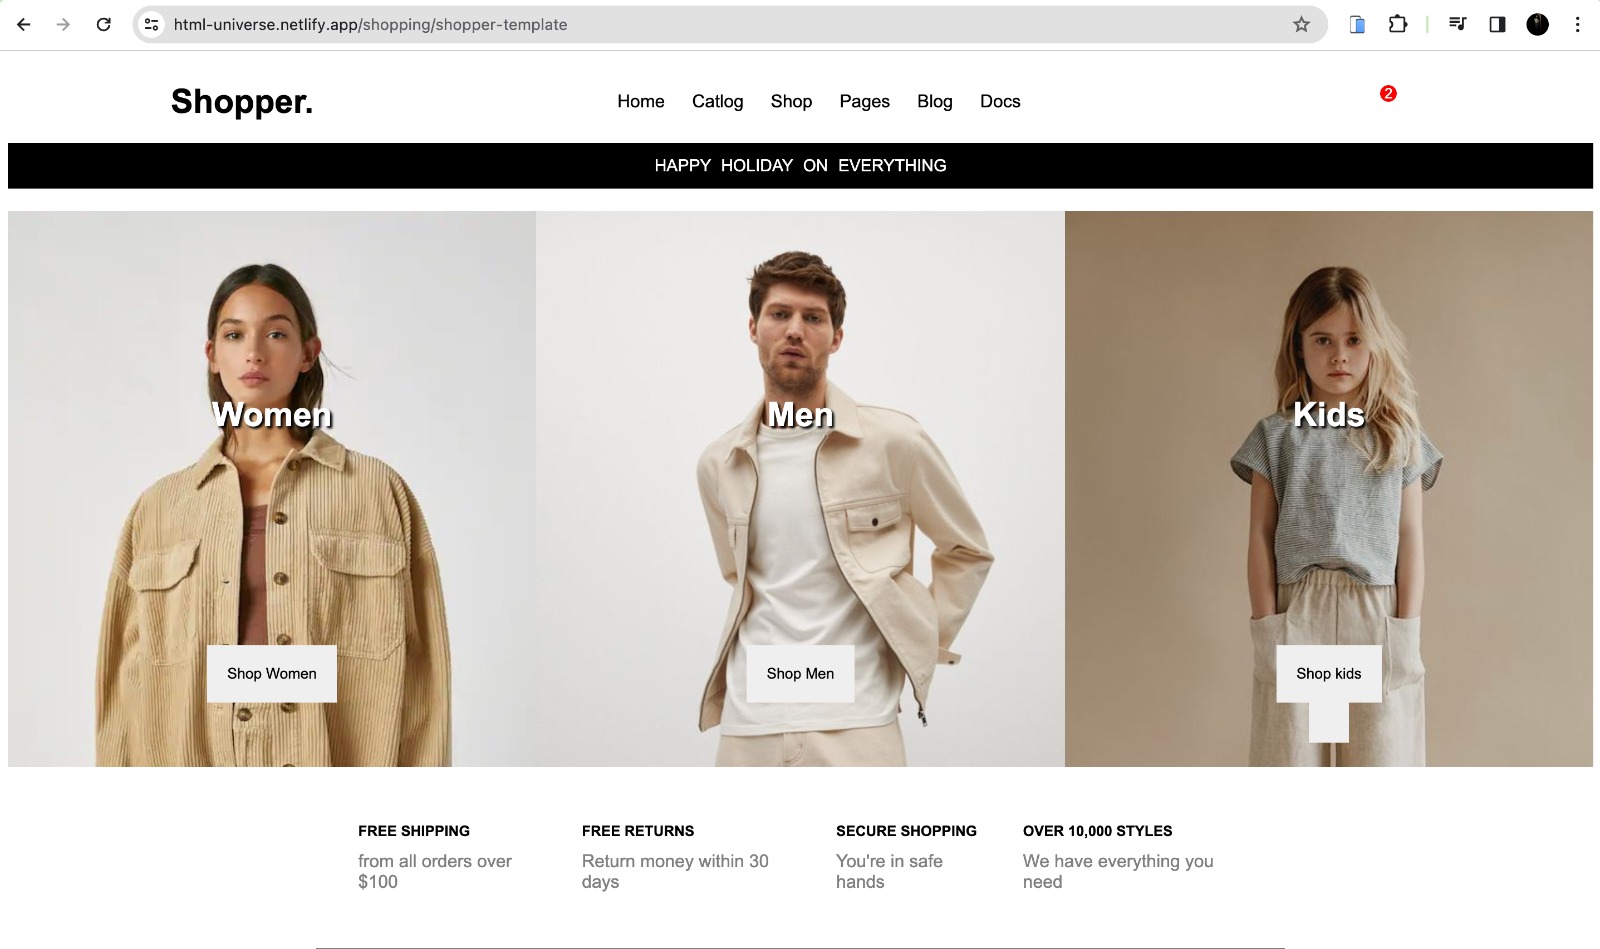 html-universe.netlify.app/shopping/shopper-template
Shopper.
Home Catlog Shop Pages Blog Docs
2
HAPPY HOLIDAY ON EVERYTHING
Women
Men
Kids
Shop Women
Shop Men
Shop kids
FREE SHIPPING
from all orders over
$100
FREE RETURNS
Return money within 30
days
SECURE SHOPPING
You're in safe
hands
OVER 10,000 STYLES
We have everything you
need